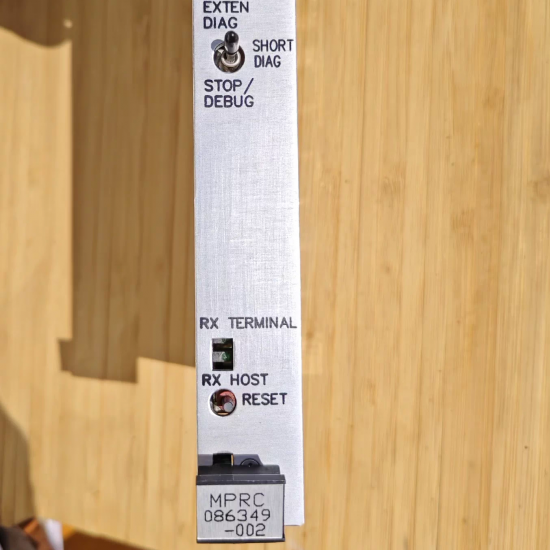 EXTEN
DIAG
SHORT
DIAG
STOP/
DEBUG
RX TERMINAL
RX HOST
RESET
MPRC
086349
-002